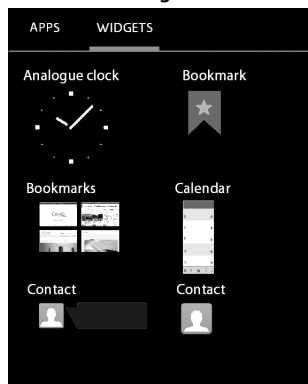 APPS WIDGETS
Analogue clock Bookmark
Bookmarks Calendar
Contact Contact